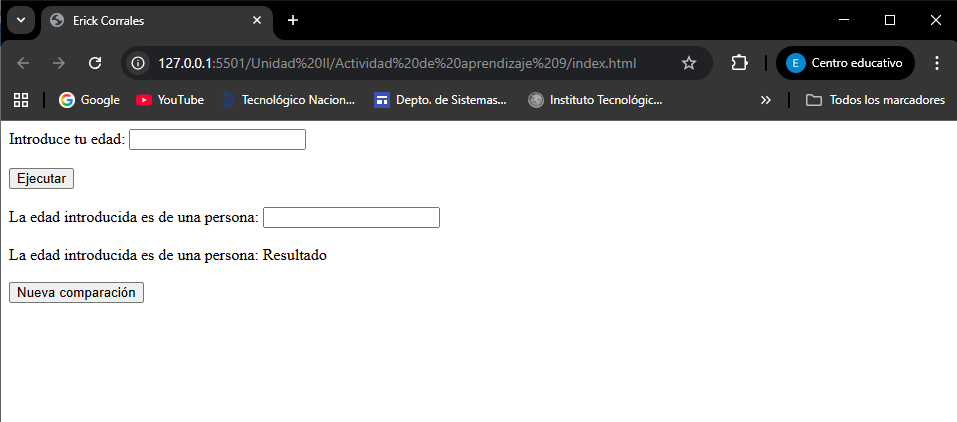 Erick Corrales
127.0.0.1:5501/Unidad%20II/Actividad%20de%20aprendizaje%209/index.html
E Centro educativo
Google YouTube Tecnológico Nacion... Depto. de Sistemas... Instituto Tecnológic... Todos los marcadores
Introduce tu edad:
Ejecutar
La edad introducida es de una persona:
La edad introducida es de una persona: Resultado
Nueva comparación